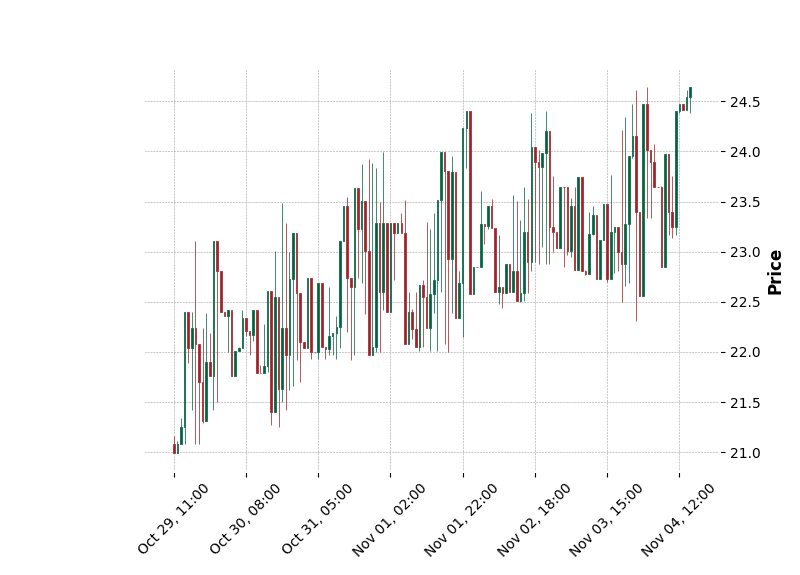 24.5
24.0
23.5
23.0
22.5
22.0
21.5
21.0
Price
Oct 29, 11:00
Oct 30, 08:00
Oct 31, 05:00
Nov 01, 02:00
Nov 01, 22:00
Nov 02, 18:00
Nov 03, 15:00
Nov 04, 12:00